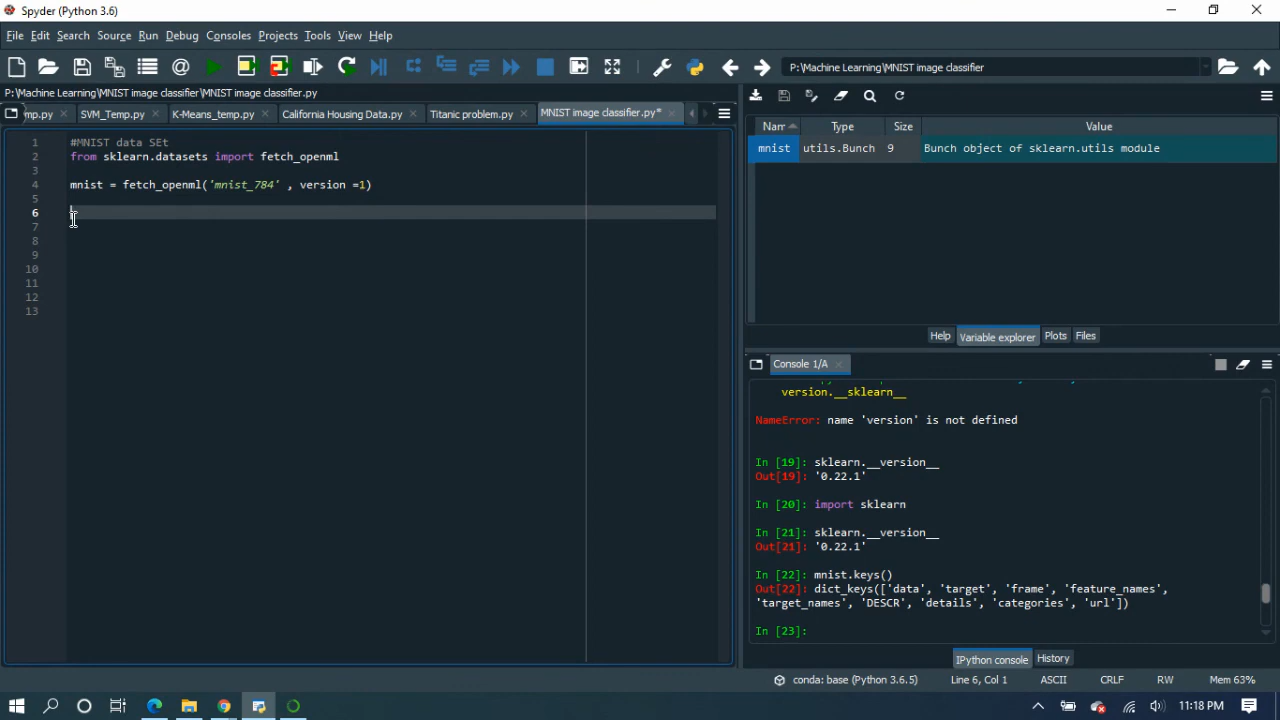 Spyder (Python 3.6)
File Edit Search Source Run Debug Consoles Projects Tools View Help
P:\Machine Learning\MNIST image classifier
P:\Machine Learning\MNIST image classifier\MNIST image classifier.py
mp.py SVM_Temp.py K-Means_temp.py California Housing Data.py Titanic problem.py MNIST image classifier.py*
1 #MNIST data SEt
2 from sklearn.datasets import fetch_openml
3
4 mnist = fetch_openml('mnist_784' , version =1)
5
6
7
8
9
10
11
12
13
Nam Type Size Value
mnist utils.Bunch 9 Bunch object of sklearn.utils module
Help Variable explorer Plots Files
Console 1/A
version.__sklearn__
NameError: name 'version' is not defined
In [19]: sklearn.__version__
Out[19]: '0.22.1'
In [20]: import sklearn
In [21]: sklearn.__version__
Out[21]: '0.22.1'
In [22]: mnist.keys()
Out[22]: dict_keys(['data', 'target', 'frame', 'feature_names',
'target_names', 'DESCR', 'details', 'categories', 'url'])
In [23]:
IPython console History
conda: base (Python 3.6.5) Line 6, Col 1 ASCII CRLF RW Mem 63%
11:18 PM